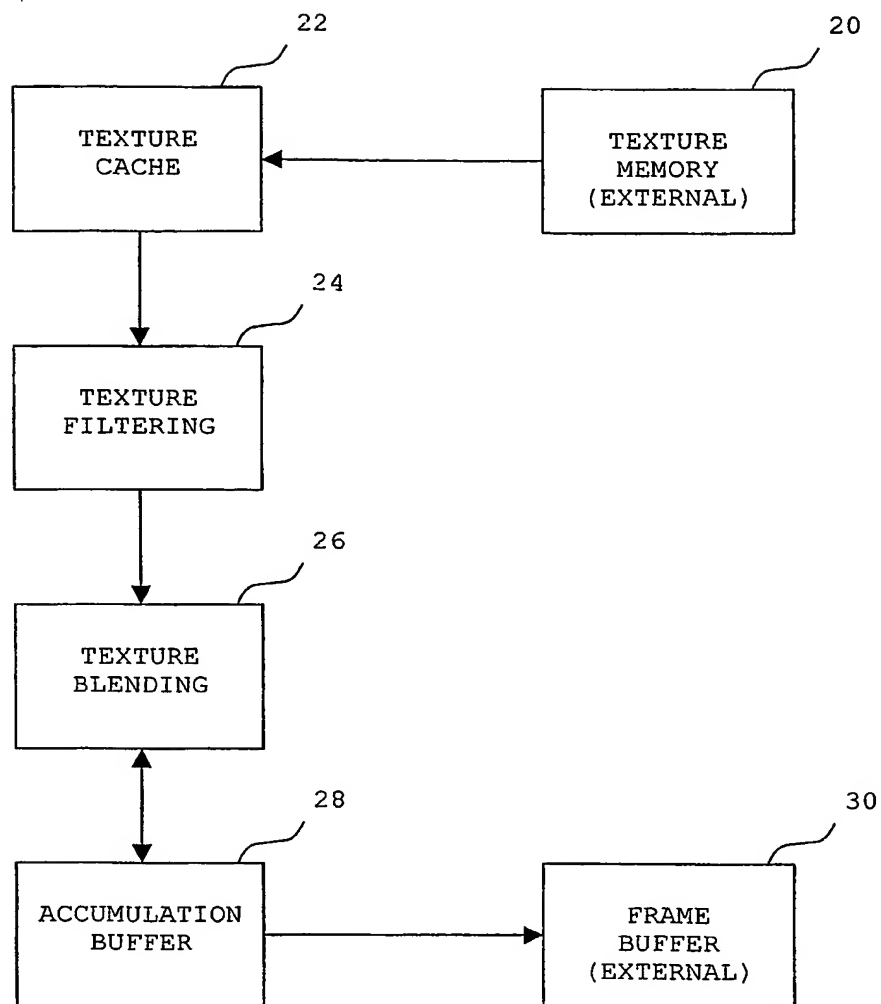 22
20
TEXTURE
CACHE
TEXTURE
MEMORY
(EXTERNAL)
24
TEXTURE
FILTERING
26
TEXTURE
BLENDING
28
30
ACCUMULATION
BUFFER
FRAME
BUFFER
(EXTERNAL)